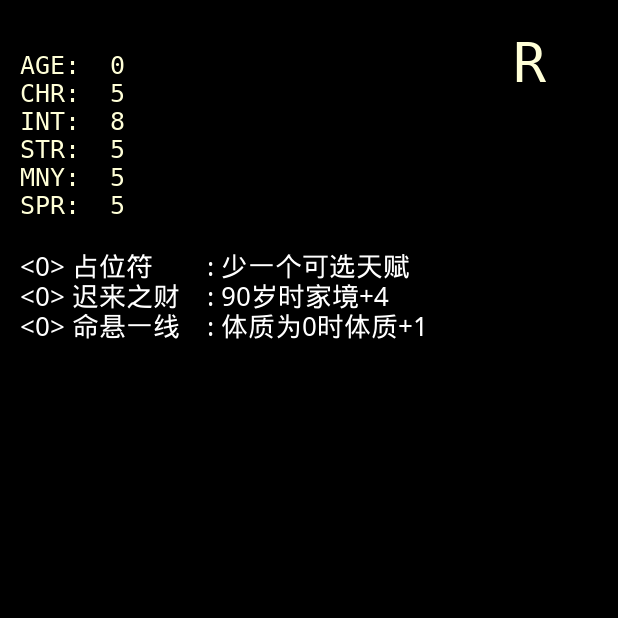 R
AGE: 0
CHR: 5
INT: 8
STR: 5
MNY: 5
SPR: 5
<0> 占位符 : 少一个可选天赋
<0> 迟来之财 : 90岁时家境+4
<0> 命悬一线 : 体质为0时体质+1